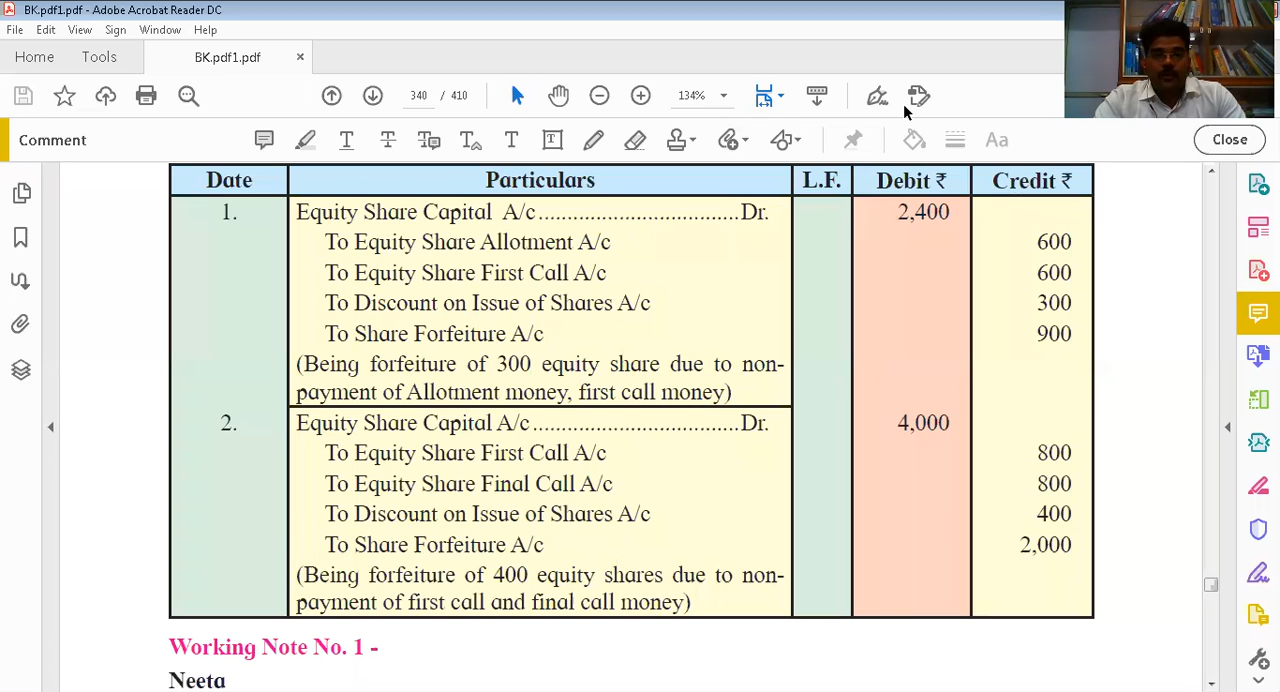 BK.pdf1.pdf - Adobe Acrobat Reader DC
File Edit View Sign Window Help
Home Tools BK.pdf1.pdf ×
340 / 410 134%
Comment Aa Close
Date Particulars L.F. Debit ₹ Credit ₹
1. Equity Share Capital A/c..................................Dr. 2,400
To Equity Share Allotment A/c 600
To Equity Share First Call A/c 600
To Discount on Issue of Shares A/c 300
To Share Forfeiture A/c 900
(Being forfeiture of 300 equity share due to non-
payment of Allotment money, first call money)
2. Equity Share Capital A/c...................................Dr. 4,000
To Equity Share First Call A/c 800
To Equity Share Final Call A/c 800
To Discount on Issue of Shares A/c 400
To Share Forfeiture A/c 2,000
(Being forfeiture of 400 equity shares due to non-
payment of first call and final call money)
Working Note No. 1 -
Neeta